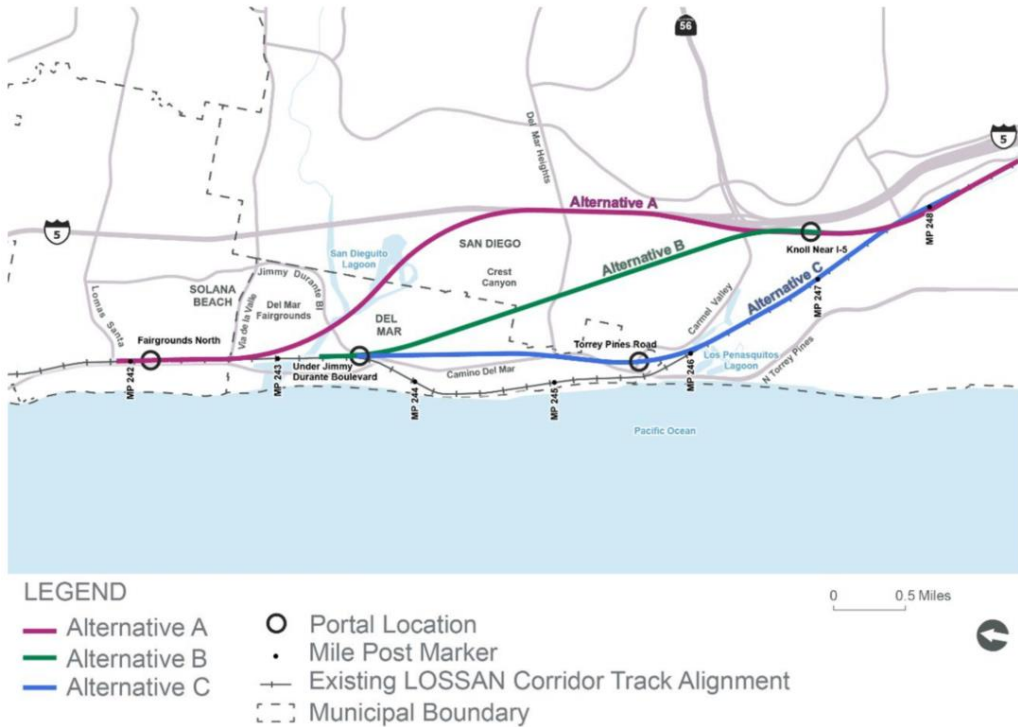 56
5
5
Del Mar Heights
Alternative A
MP 248
Knoll Near I-5
SAN DIEGO
Alternative B
San Dieguito
Lagoon
Crest
Canyon
Jimmy Durante Bl
SOLANA
BEACH
Alternative C
MP 247
Lomas Santa
Via de la Valle
Del Mar
Fairgrounds
DEL
MAR
Carmel Valley
Fairgrounds North
Torrey Pines Road
Los Penasquitos
Lagoon
N Torrey Pines
Under Jimmy
Durante Boulevard
Camino Del Mar
MP 242
MP 243
MP 244
MP 245
MP 246
Pacific Ocean
LEGEND
Alternative A
Alternative B
Alternative C
Portal Location
Mile Post Marker
Existing LOSSAN Corridor Track Alignment
Municipal Boundary
0 0.5 Miles